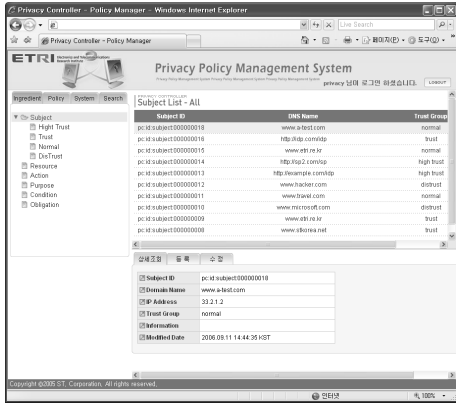 Privacy Controller - Policy Manager - Windows Internet Explorer
Live Search
Privacy Controller - Policy Manager
페이지(P)
도구(O)
ETRI Electronics and Telecommunications Research Institute
Privacy Policy Management System
privacy 님이 로그인 하셨습니다.
LOGOUT
Ingredient Policy System Search
Subject
Hight Trust
Trust
Normal
DisTrust
Resource
Action
Purpose
Condition
Obligation
PRIVACY CONTROLLER
Subject List - All
Subject ID DNS Name Trust Group
pc:id:subject:000000018 www.a-test.com normal
pc:id:subject:000000016 http://idp.com/idp trust
pc:id:subject:000000015 www.etri.re.kr normal
pc:id:subject:000000014 http://sp2.com/sp high trust
pc:id:subject:000000013 http://example.com/idp high trust
pc:id:subject:000000012 www.hacker.com distrust
pc:id:subject:000000011 www.travel.com normal
pc:id:subject:000000010 www.microsoft.com distrust
pc:id:subject:000000009 www.etri.re.kr trust
pc:id:subject:000000008 www.stkorea.net trust
상세조회 등 록 수 정
Subject ID pc:id:subject:000000018
Domain Name www.a-test.com
IP Address 33.2.1.2
Trust Group normal
Information
Modified Date 2006.09.11 14:44:35 KST
Copyright @2005 ST. Corporation, All rights reserved.
인터넷
100%